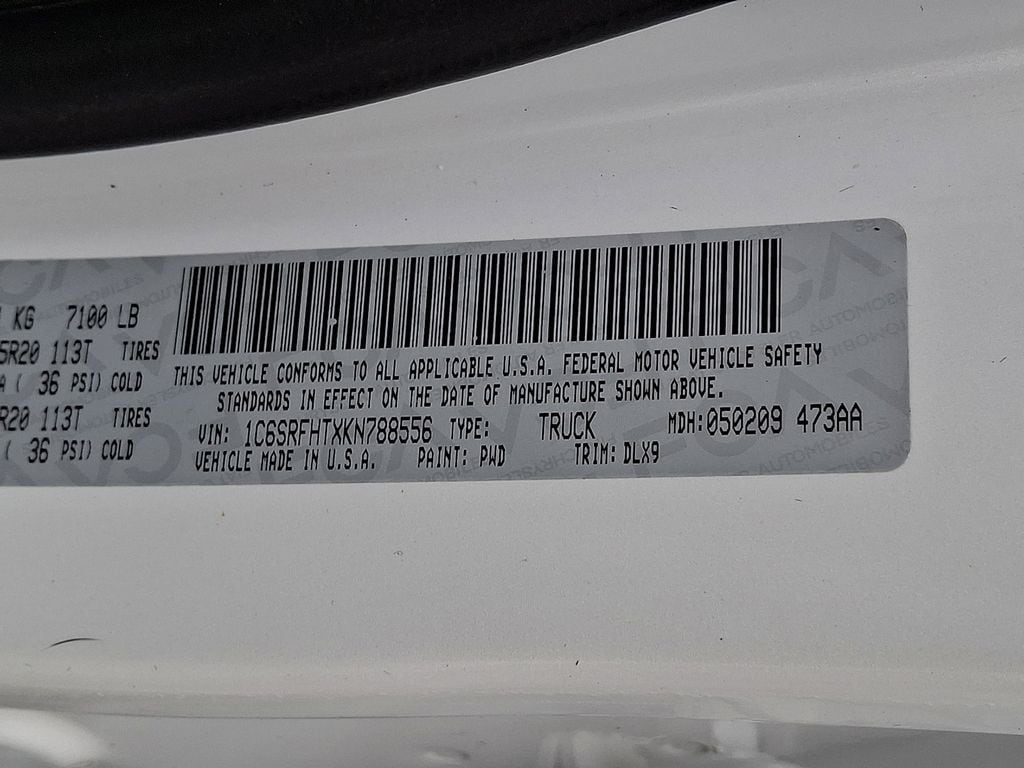 KG 7100 LB
5R20 113T TIRES
A ( 36 PSI) COLD
R20 113T TIRES
( 36 PSI) COLD
THIS VEHICLE CONFORMS TO ALL APPLICABLE U.S.A. FEDERAL MOTOR VEHICLE SAFETY
STANDARDS IN EFFECT ON THE DATE OF MANUFACTURE SHOWN ABOVE.
VIN: 1C6SRFHTXKN788556 TYPE: TRUCK MDH: 050209 473AA
VEHICLE MADE IN U.S.A. PAINT: PWD TRIM: DLX9